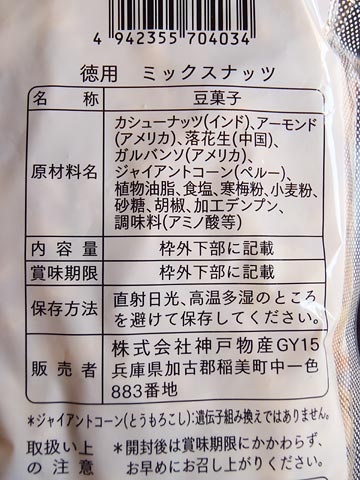 4 942355 704034
徳用 ミックスナッツ
名称 豆菓子
原材料名
カシューナッツ(インド)、アーモンド
(アメリカ)、落花生(中国)、
ガルバンソ(アメリカ)、
ジャイアントコーン(ペルー)、
植物油脂、食塩、寒梅粉、小麦粉、
砂糖、胡椒、加工デンプン、
調味料(アミノ酸等)
内容量 枠外下部に記載
賞味期限 枠外下部に記載
保存方法
直射日光、高温多湿のところ
を避けて保存してください。
販売者
株式会社神戸物産GY15
兵庫県加古郡稲美町中一色
883番地
*ジャイアントコーン(とうもろこし):遺伝子組み換えではありません。
取扱い上
の注意
*開封後は賞味期限にかかわらず、
お早めにお召し上がりください。